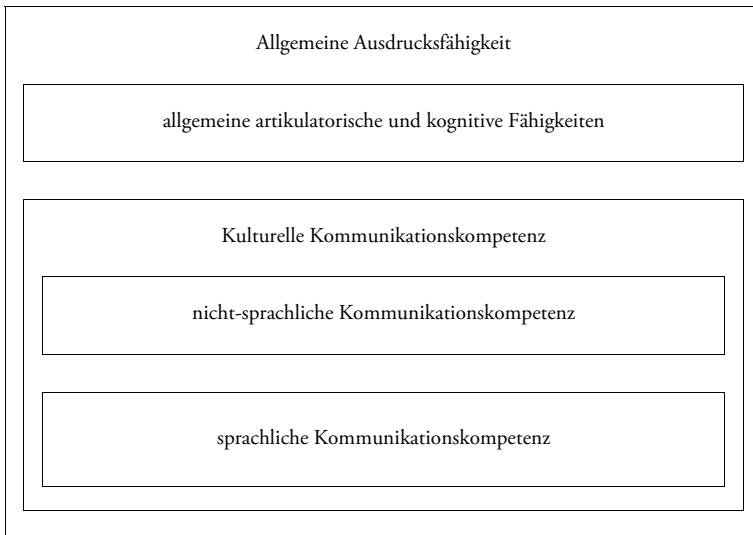 Allgemeine Ausdrucksfähigkeit
allgemeine artikulatorische und kognitive Fähigkeiten
Kulturelle Kommunikationskompetenz
nicht-sprachliche Kommunikationskompetenz
sprachliche Kommunikationskompetenz